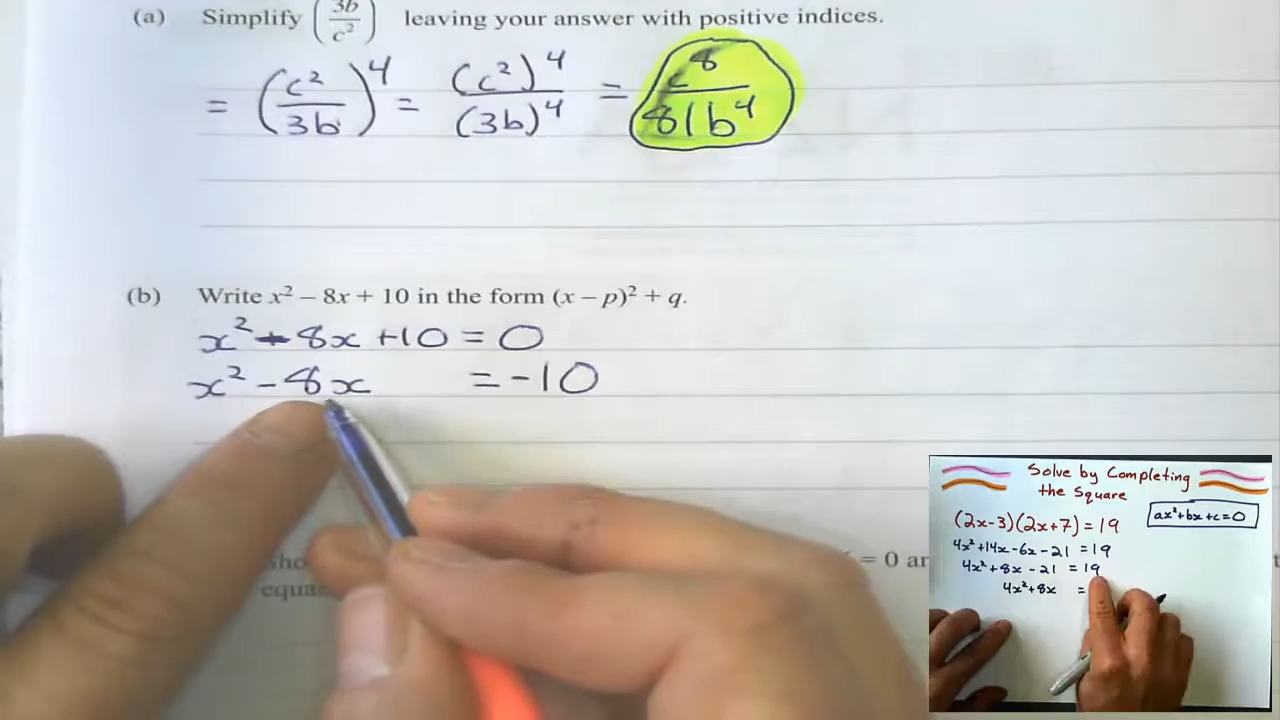 (a) Simplify (3b/c²) leaving your answer with positive indices.
= (c²/3b)⁴ = (c²)⁴/(3b)⁴ = c⁸/81b⁴
(b) Write x² – 8x + 10 in the form (x – p)² + q.
x² - 8x +10 = 0
x² - 8x = -10
= 0
Solve by Completing
the Square
ax²+bx+c=0
(2x-3)(2x+7) = 19
4x²+14x-6x-21 = 19
4x²+8x-21 = 19
4x²+8x =